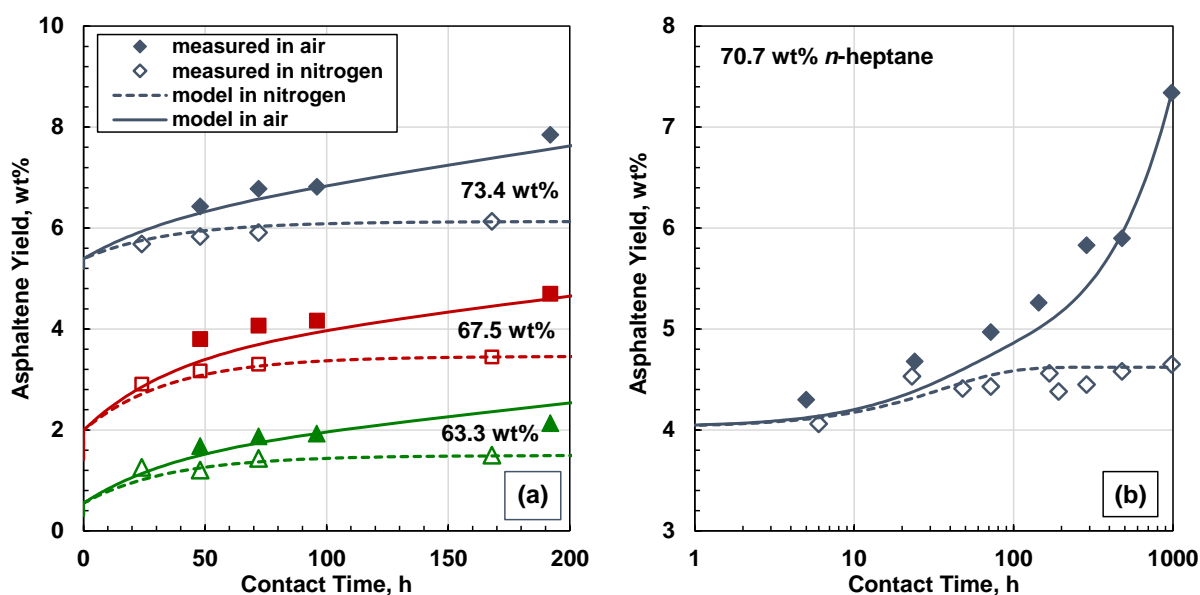 Asphaltene Yield, wt%
10
8
6
4
2
0
measured in air
measured in nitrogen
model in nitrogen
model in air
73.4 wt%
67.5 wt%
63.3 wt%
(a)
0
50
100
150
200
Contact Time, h
Asphaltene Yield, wt%
8
7
6
5
4
3
70.7 wt% n-heptane
(b)
1
10
100
1000
Contact Time, h